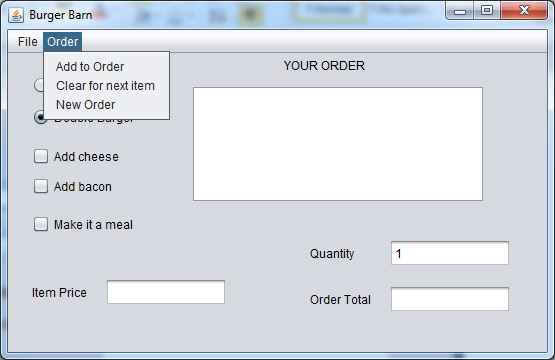 Burger Barn
File Order
Add to Order
Clear for next item
New Order
YOUR ORDER
Double Burger
Add cheese
Add bacon
Make it a meal
Quantity 1
Item Price
Order Total